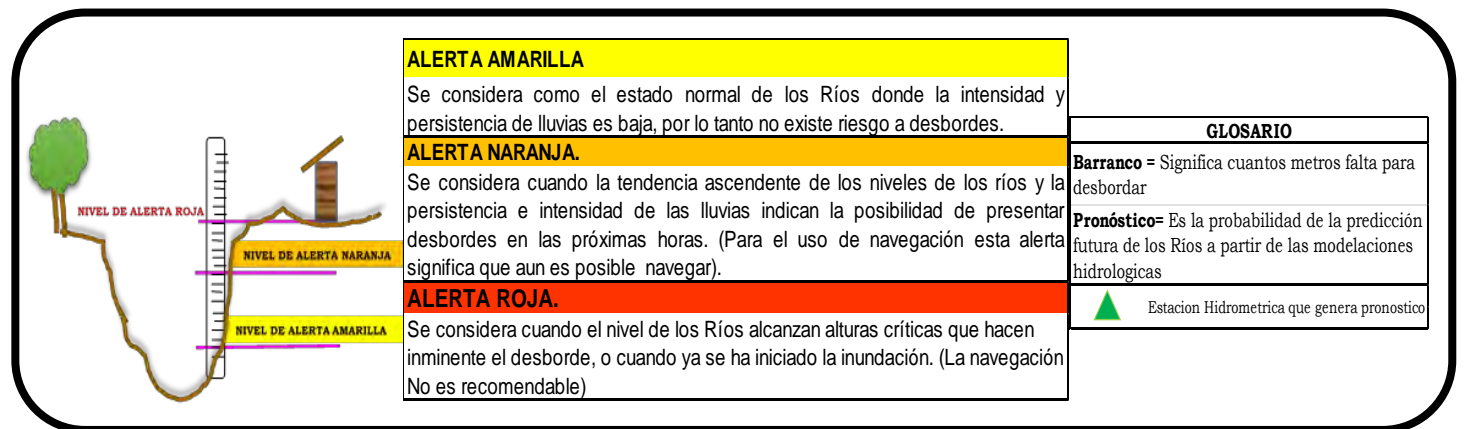 NIVEL DE ALERTA ROJA
NIVEL DE ALERTA NARANJA
NIVEL DE ALERTA AMARILLA
ALERTA AMARILLA
Se considera como el estado normal de los Ríos donde la intensidad y
persistencia de lluvias es baja, por lo tanto no existe riesgo a desbordes.
ALERTA NARANJA.
Se considera cuando la tendencia ascendente de los niveles de los ríos y la
persistencia e intensidad de las lluvias indican la posibilidad de presentar
desbordes en las próximas horas. (Para el uso de navegación esta alerta
significa que aun es posible navegar).
ALERTA ROJA.
Se considera cuando el nivel de los Ríos alcanzan alturas críticas que hacen
inminente el desborde, o cuando ya se ha iniciado la inundación. (La navegación
No es recomendable)
GLOSARIO
Barranco = Significa cuantos metros falta para
desbordar
Pronóstico= Es la probabilidad de la predicción
futura de los Ríos a partir de las modelaciones
hidrologicas
Estacion Hidrometrica que genera pronostico